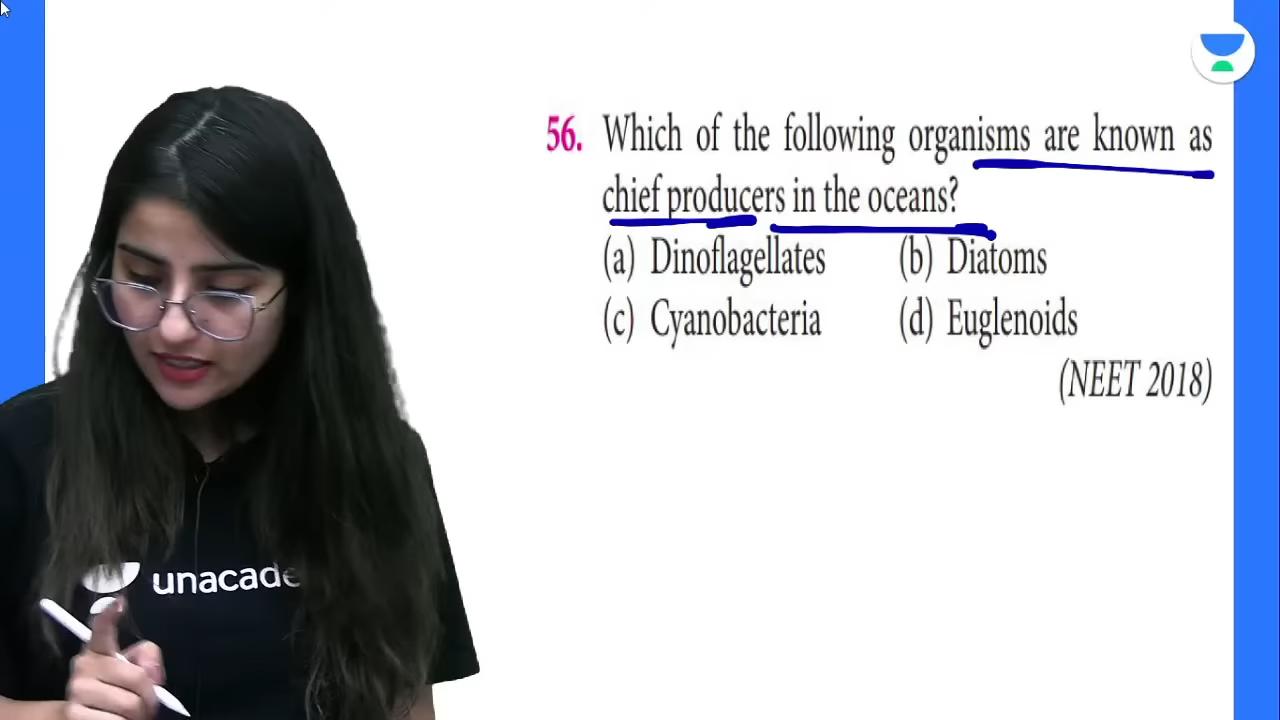 56. Which of the following organisms are known as
chief producers in the oceans?
(a) Dinoflagellates (b) Diatoms
(c) Cyanobacteria (d) Euglenoids
(NEET 2018)
unacade